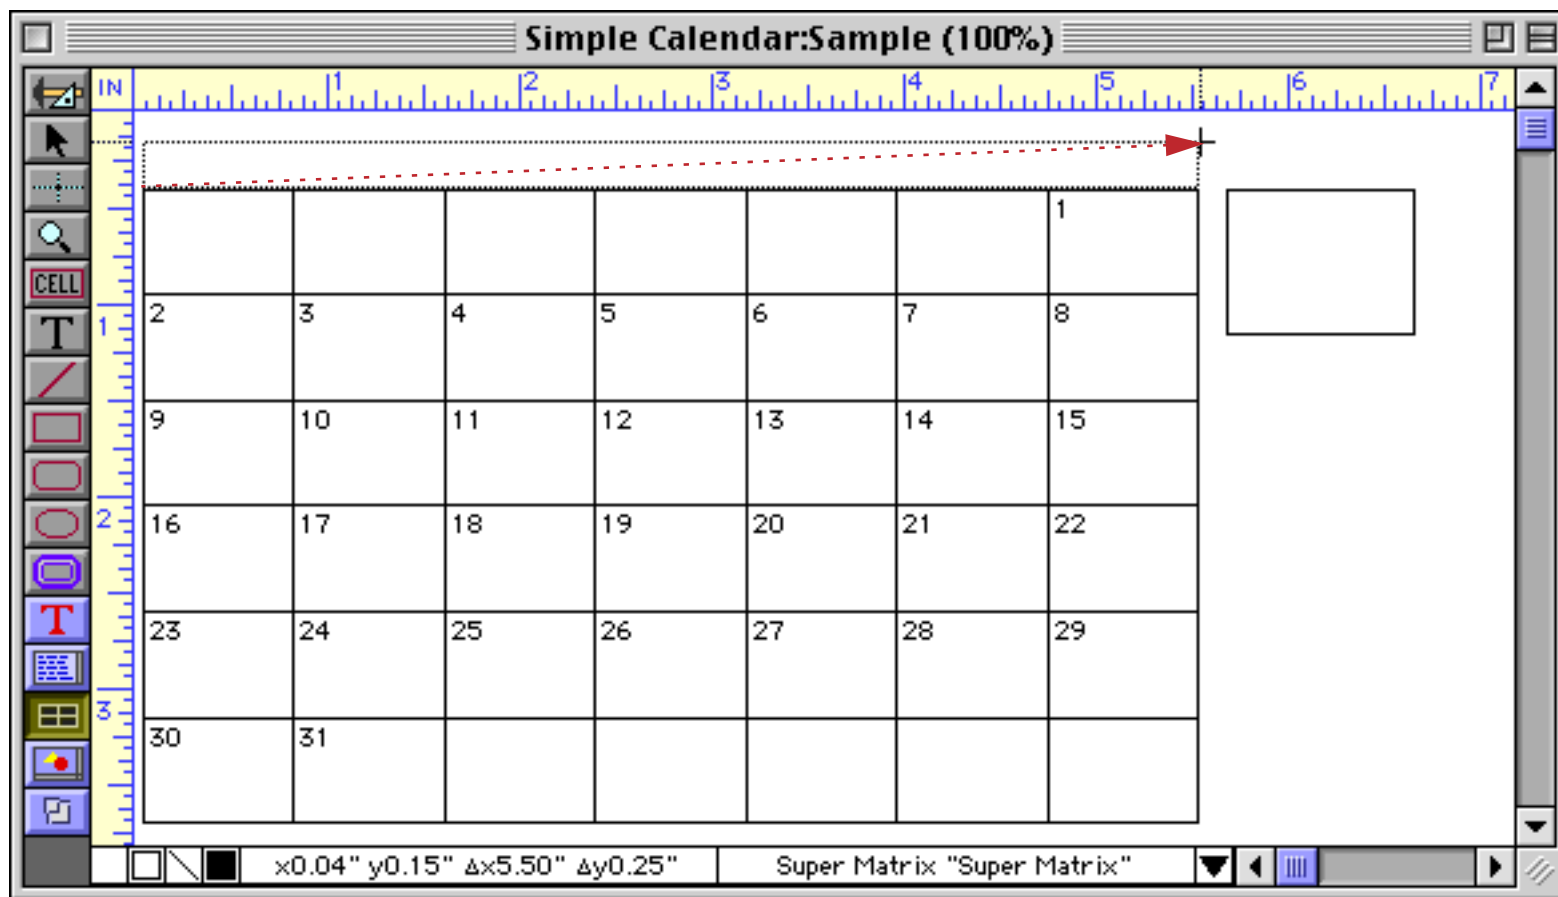 Simple Calendar:Sample (100%)
IN 1 2 3 4 5 6 7
CELL
T
1
2
3
T
1
2 3 4 5 6 7 8
9 10 11 12 13 14 15
16 17 18 19 20 21 22
23 24 25 26 27 28 29
30 31
x0.04" y0.15" Δx5.50" Δy0.25" Super Matrix "Super Matrix"